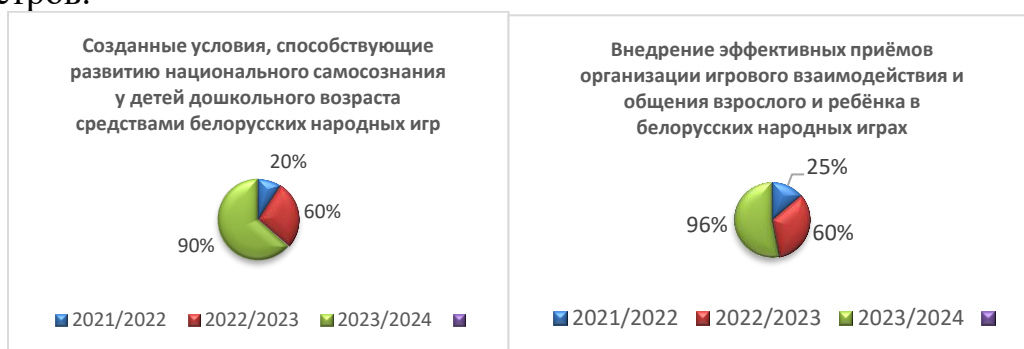 етров.
Созданные условия, способствующие
развитию национального самосознания
у детей дошкольного возраста
средствами белорусских народных игр
20%
60%
90%
2021/2022 2022/2023 2023/2024
Внедрение эффективных приёмов
организации игрового взаимодействия и
общения взрослого и ребёнка в
белорусских народных играх
25%
96%
60%
2021/2022 2022/2023 2023/2024